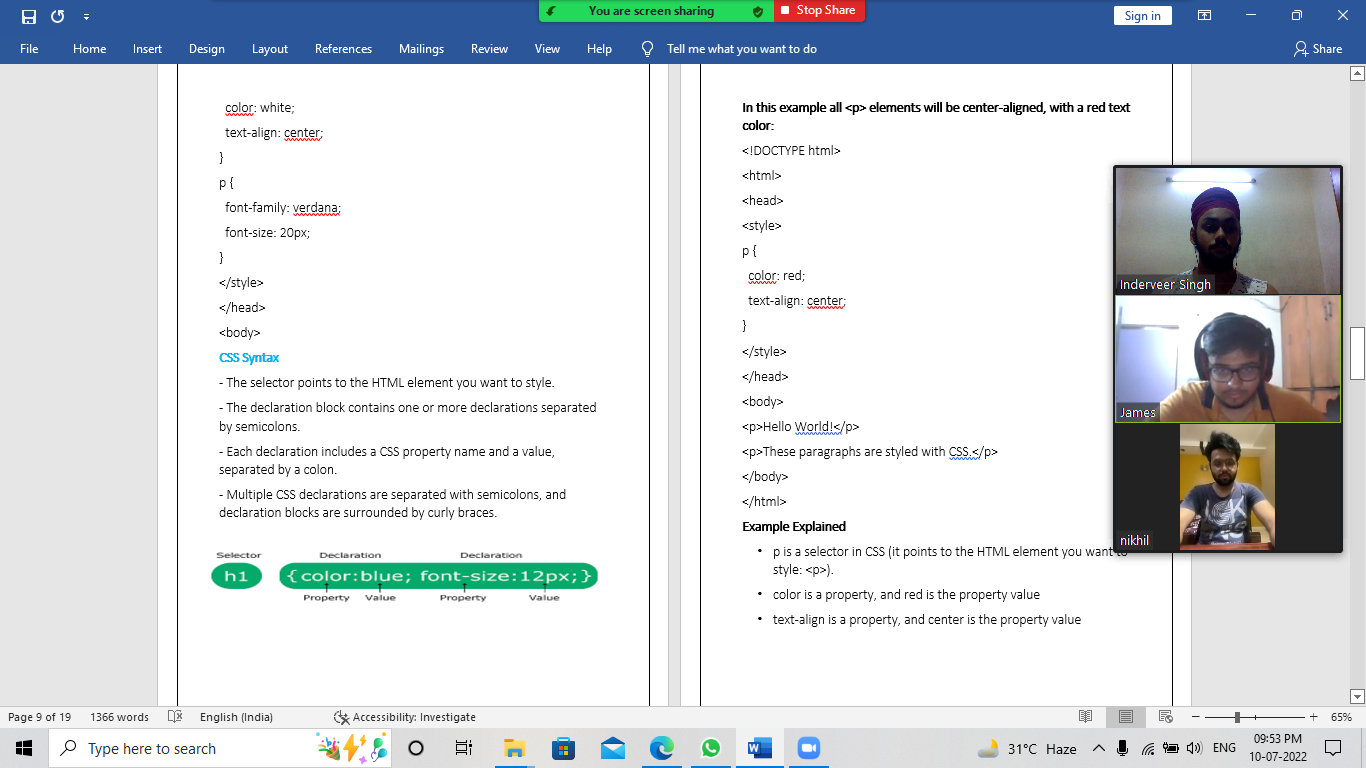 You are screen sharing
Stop Share
Sign in
File Home Insert Design Layout References Mailings Review View Help Tell me what you want to do Share
color: white;
text-align: center;
}
p {
font-family: verdana;
font-size: 20px;
}
</style>
</head>
<body>
CSS Syntax
- The selector points to the HTML element you want to style.
- The declaration block contains one or more declarations separated
by semicolons.
- Each declaration includes a CSS property name and a value,
separated by a colon.
- Multiple CSS declarations are separated with semicolons, and
declaration blocks are surrounded by curly braces.
Selector Declaration Declaration
h1 {color:blue; font-size:12px;}
Property Value Property Value
In this example all <p> elements will be center-aligned, with a red text
color:
<!DOCTYPE html>
<html>
<head>
<style>
p {
color: red;
text-align: center;
}
</style>
</head>
<body>
<p>Hello World!</p>
<p>These paragraphs are styled with CSS.</p>
</body>
</html>
Example Explained
• p is a selector in CSS (it points to the HTML element you want to
style: <p>).
• color is a property, and red is the property value
• text-align is a property, and center is the property value
Inderveer Singh
James
nikhil
Page 9 of 19 1366 words English (India) Accessibility: Investigate 65%
Type here to search
31°C Haze ENG
09:53 PM
10-07-2022